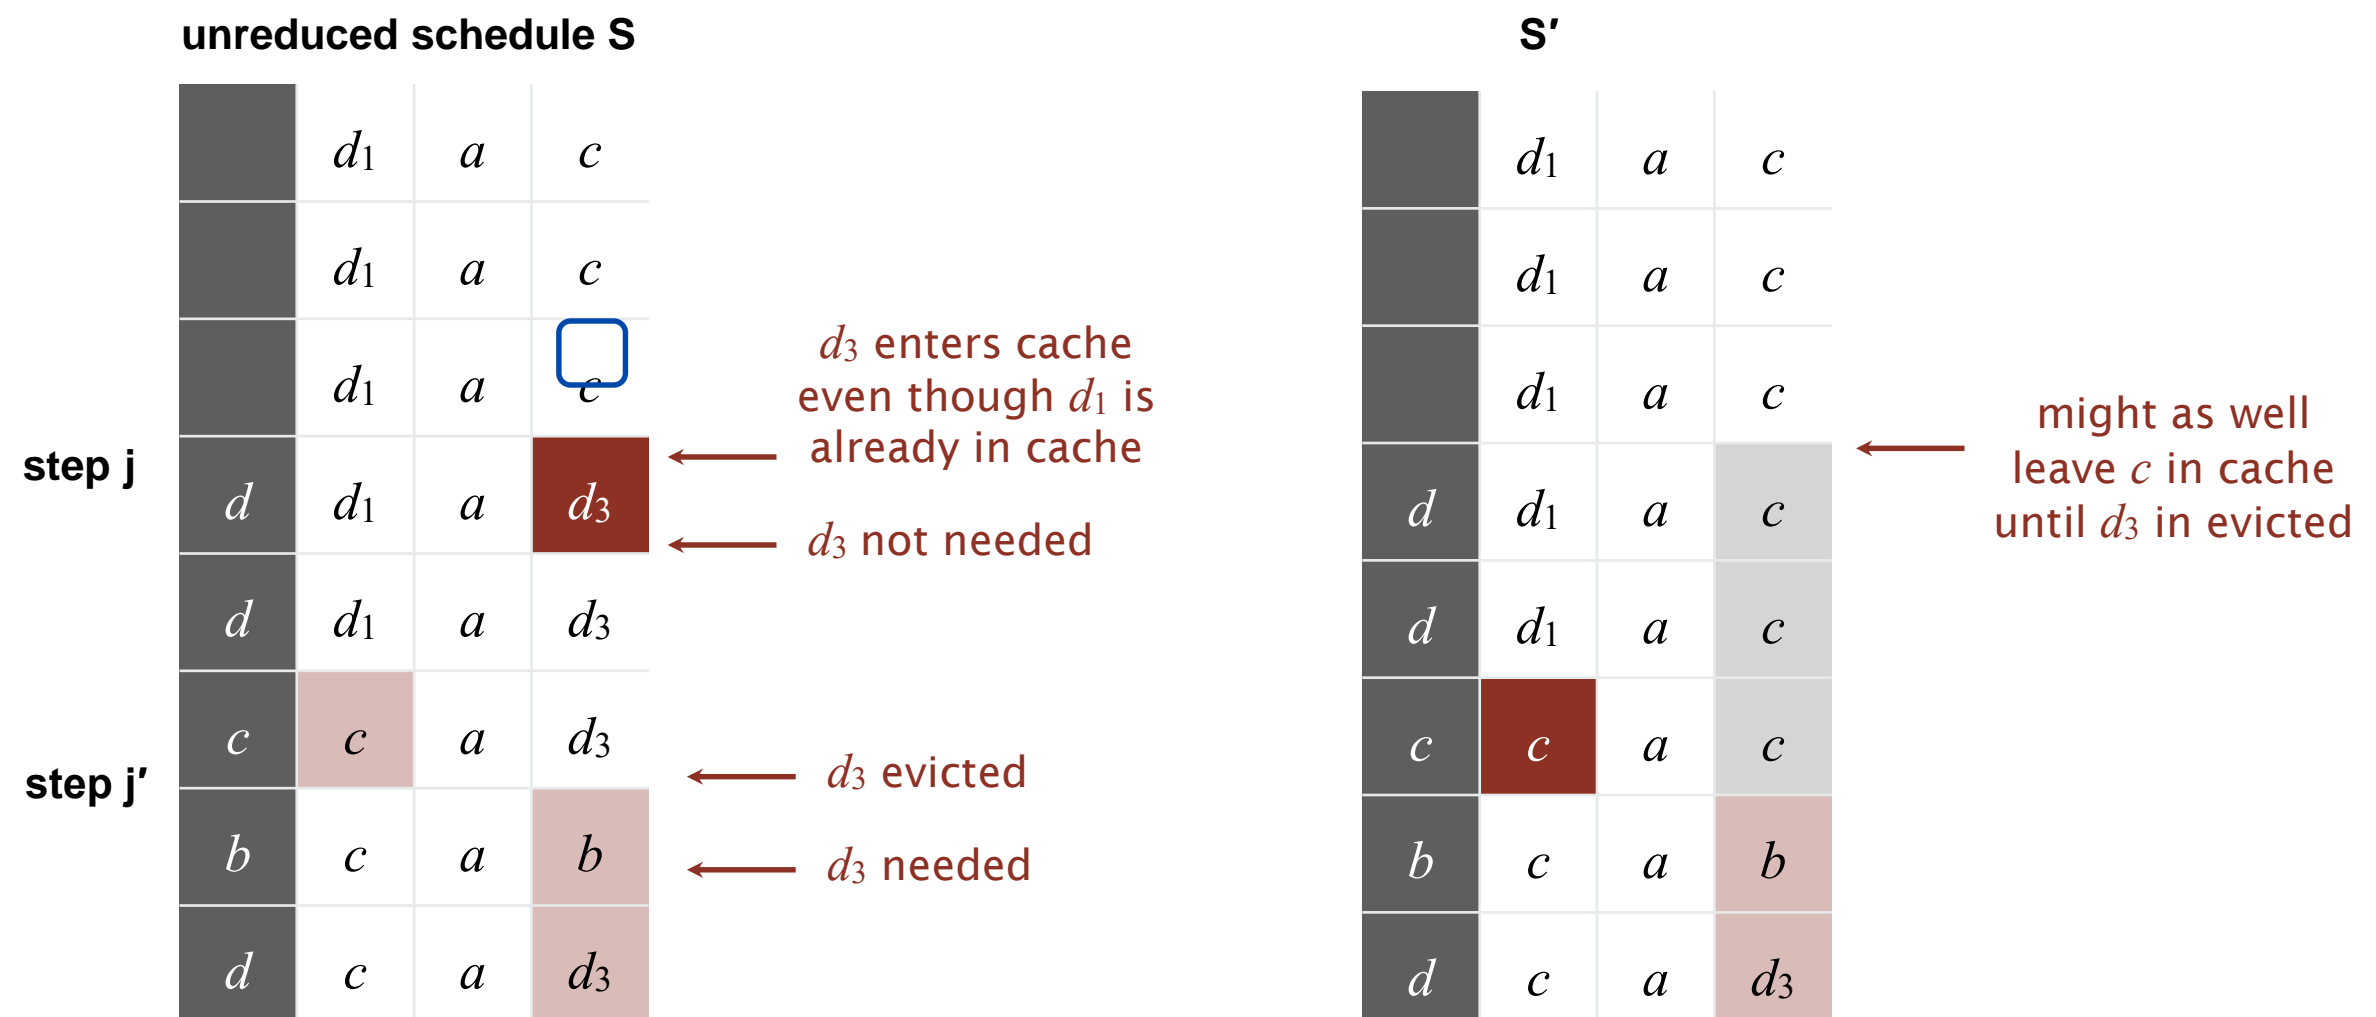 unreduced schedule S
d1 a c
d1 a c
d1 a c
step j
d d1 a d3
d d1 a d3
c c a d3
step j′
b c a b
d c a d3
d3 enters cache
even though d1 is
already in cache
d3 not needed
d3 evicted
d3 needed
S′
d1 a c
d1 a c
d1 a c
d d1 a c
d d1 a c
c c a c
b c a b
d c a d3
might as well
leave c in cache
until d3 in evicted